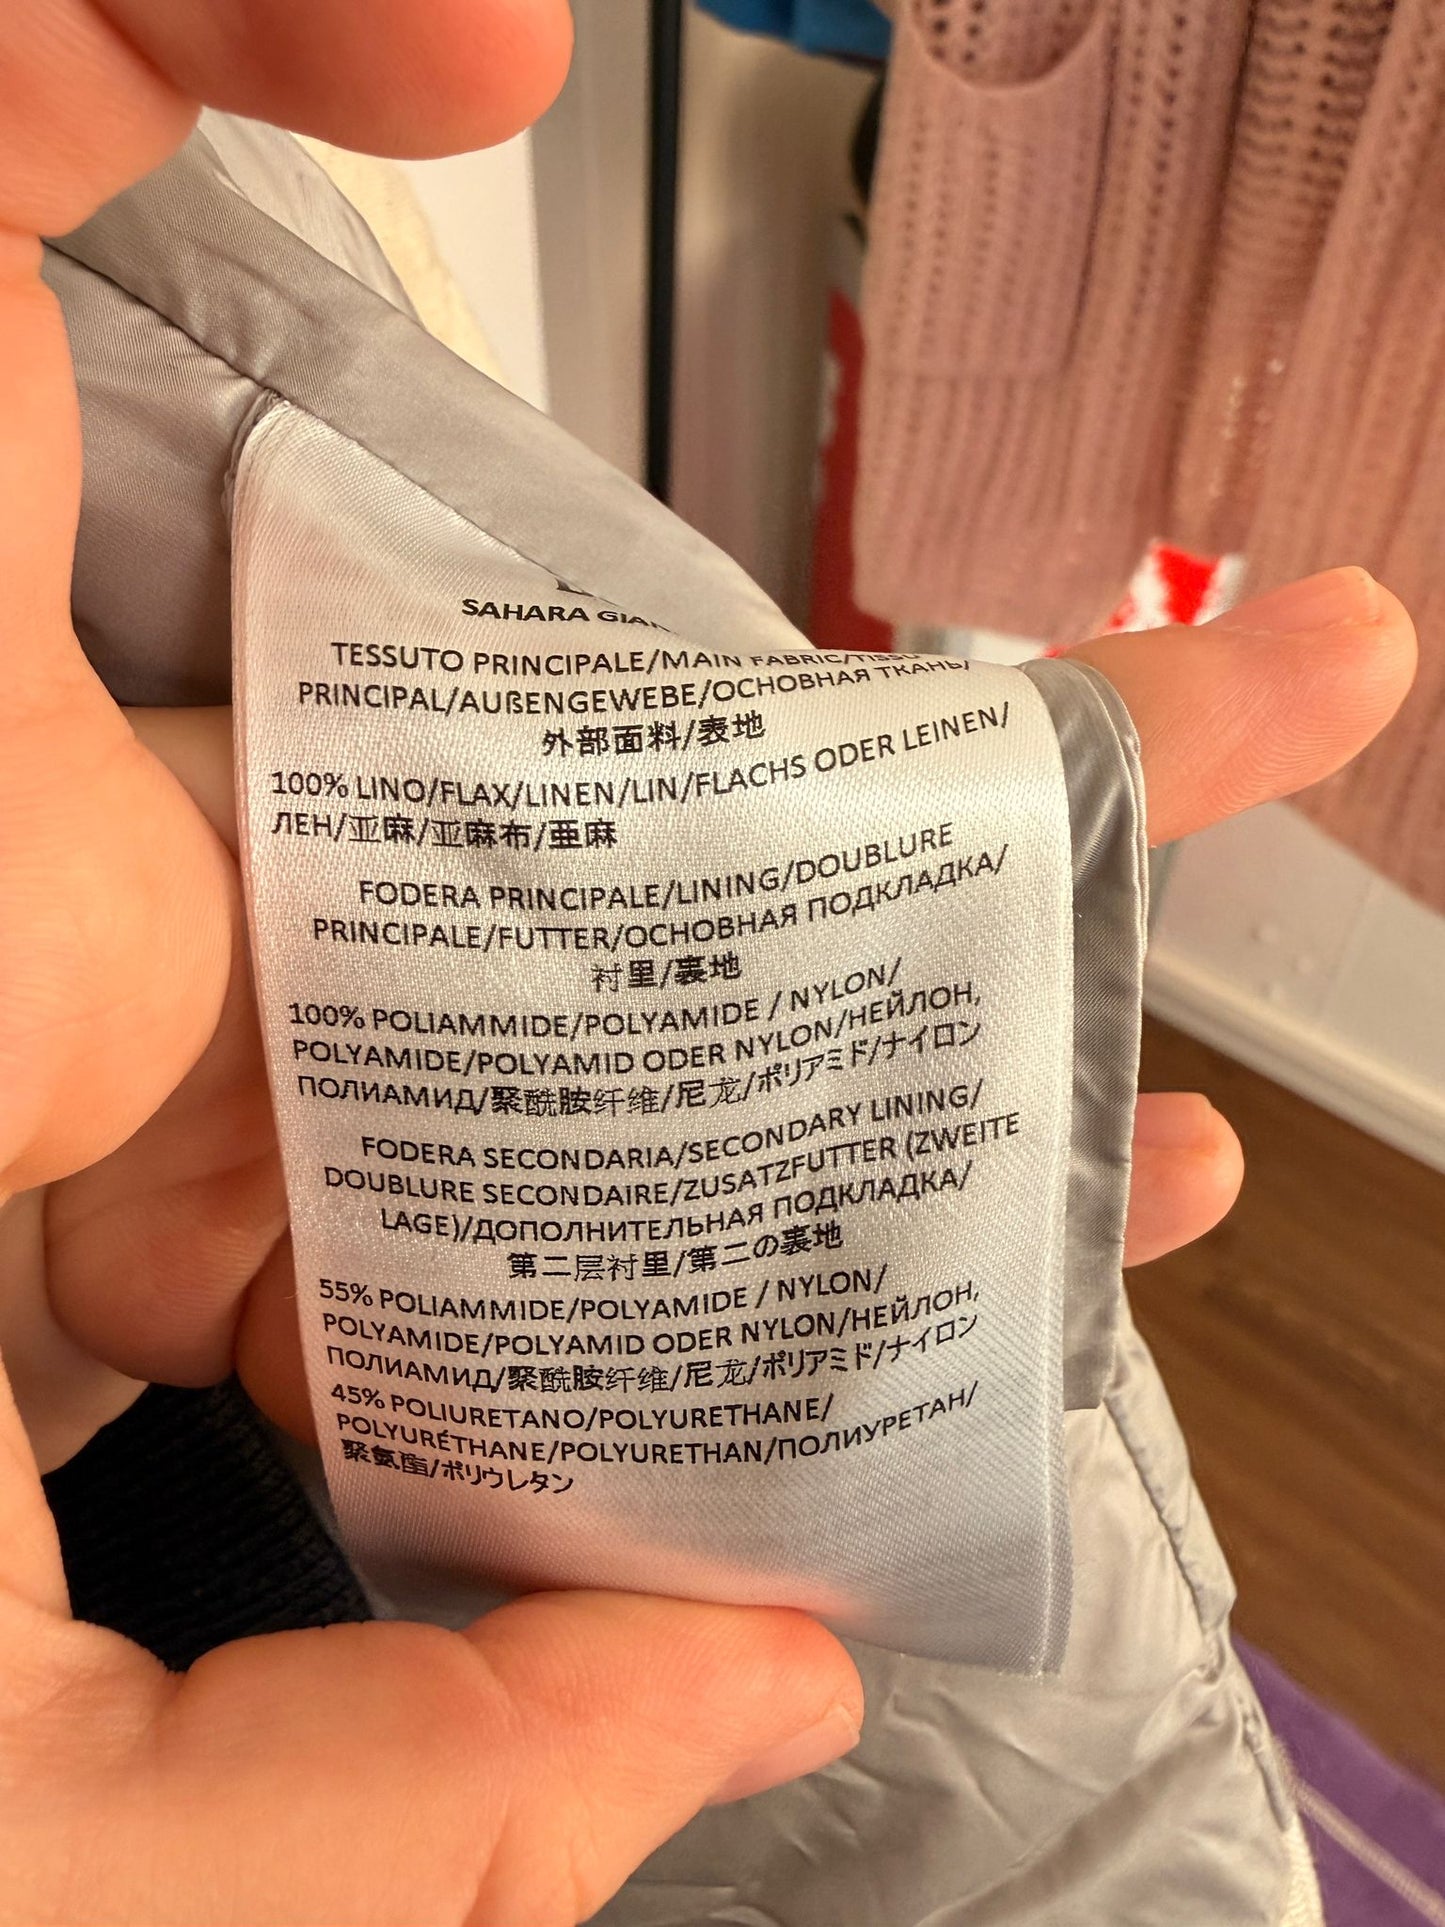 SAHARA
TESSUTO PRINCIPALE/MAIN FABRIC/TISSU
PRINCIPAL/AUßENGEWEBE/ОСНОВНАЯ ТКАНЬ/
外部面料/表地
100% LINO/FLAX/LINEN/LIN/FLACHS ODER LEINEN/
ЛЕН/亚麻/亚麻布/亜麻
FODERA PRINCIPALE/LINING/DOUBLURE
PRINCIPALE/FUTTER/ОСНОВНАЯ ПОДКЛАДКА/
衬里/裏地
100% POLIAMMIDE/POLYAMIDE / NYLON/
POLYAMIDE/POLYAMID ODER NYLON/НЕЙЛОН,
ПОЛИАМИД/聚酰胺纤维/尼龙/ポリアミド/ナイロン
FODERA SECONDARIA/SECONDARY LINING/
DOUBLURE SECONDAIRE/ZUSATZFUTTER (ZWEITE
LAGE)/ДОПОЛНИТЕЛЬНАЯ ПОДКЛАДКА/
第二层衬里/第二の裏地
55% POLIAMMIDE/POLYAMIDE / NYLON/
POLYAMIDE/POLYAMID ODER NYLON/НЕЙЛОН,
ПОЛИАМИД/聚酰胺纤维/尼龙/ポリアミド/ナイロン
45% POLIURETANO/POLYURETHANE/
POLYURÉTHANE/POLYURETHAN/ПОЛИУРЕТАН/
聚氨酯/ポリウレタン